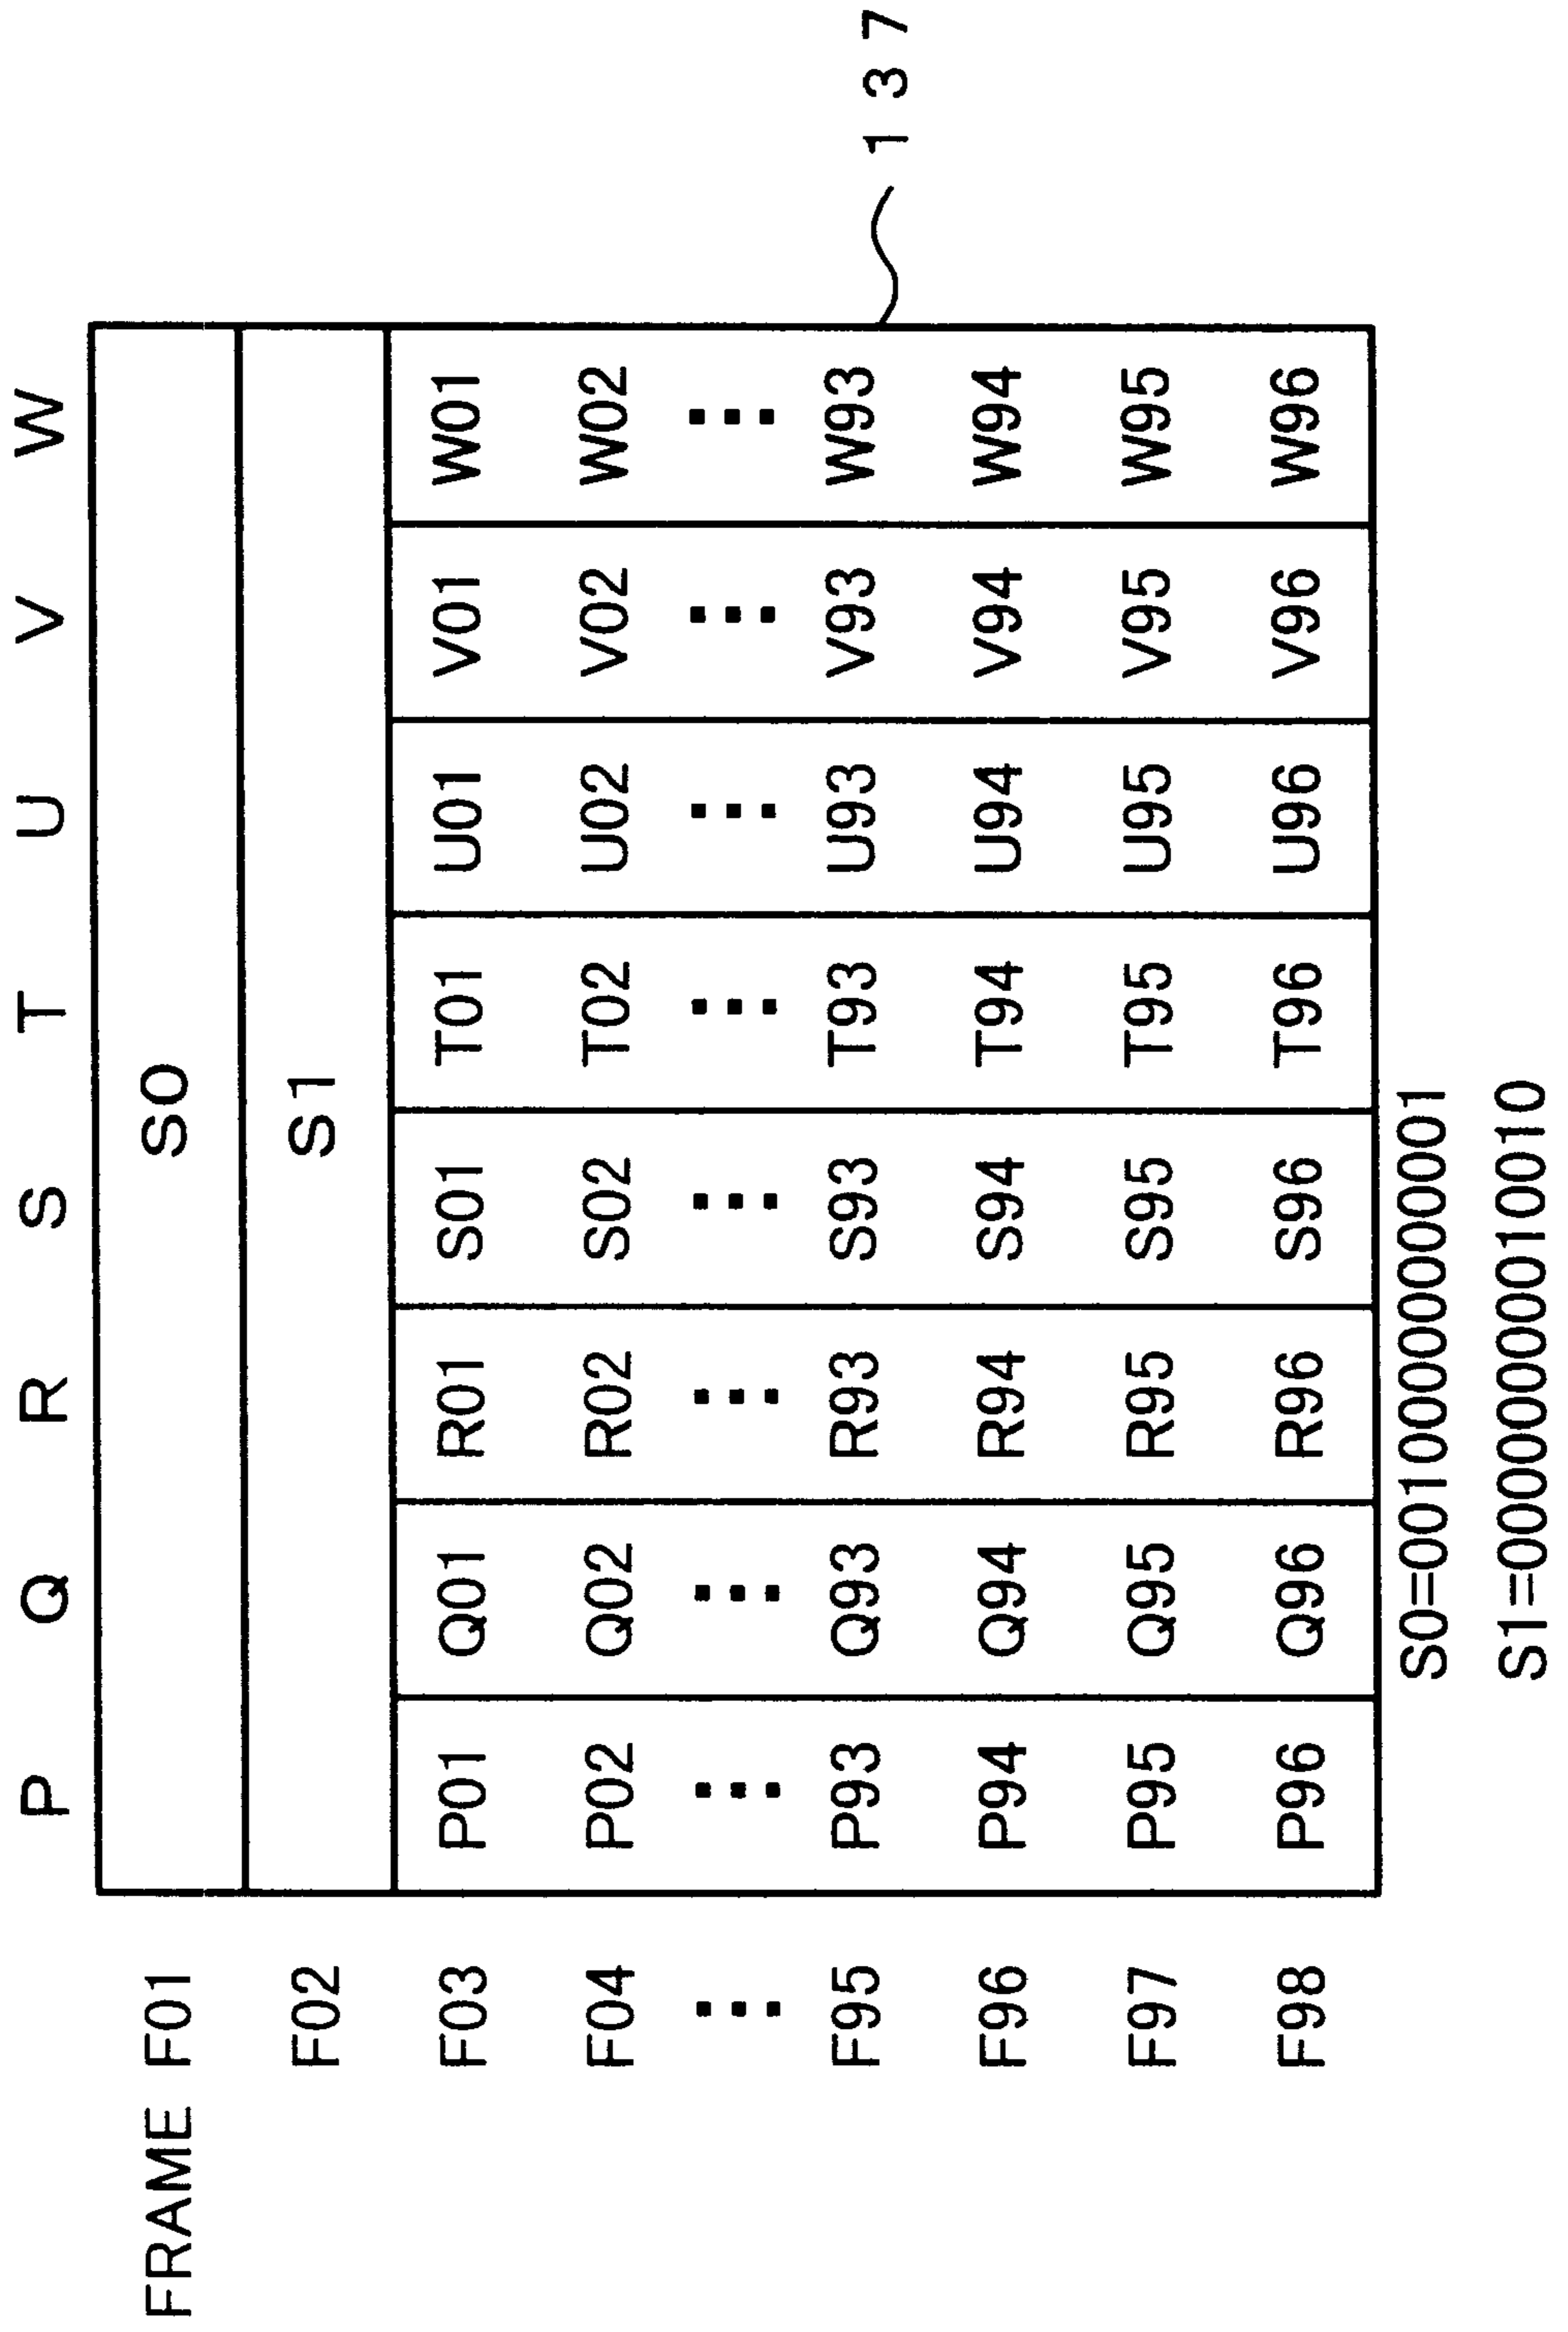 P Q R S T U V W
FRAME F01 S0
F02 S1
F03 P01 Q01 R01 S01 T01 U01 V01 W01
F04 P02 Q02 R02 S02 T02 U02 V02 W02
⋮ ⋮ ⋮ ⋮ ⋮ ⋮ ⋮ ⋮ ⋮
F95 P93 Q93 R93 S93 T93 U93 V93 W93 137
F96 P94 Q94 R94 S94 T94 U94 V94 W94
F97 P95 Q95 R95 S95 T95 U95 V95 W95
F98 P96 Q96 R96 S96 T96 U96 V96 W96
S0=00100000000001
S1=00000000010010